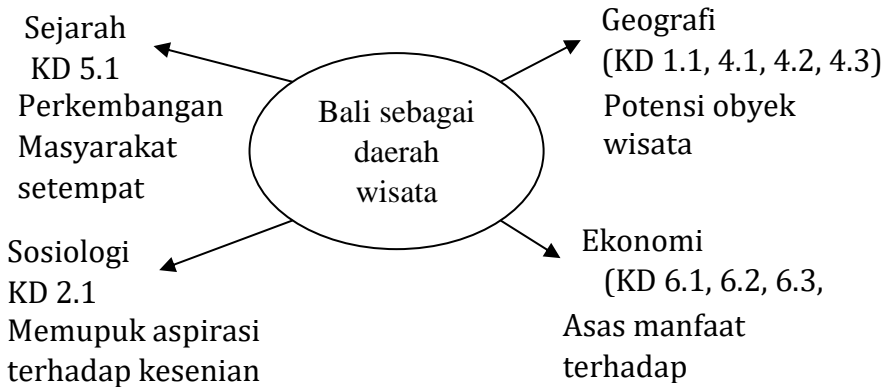 Sejarah
KD 5.1
Perkembangan
Masyarakat
setempat
Geografi
(KD 1.1, 4.1, 4.2, 4.3)
Potensi obyek
wisata
Bali sebagai
daerah
wisata
Sosiologi
KD 2.1
Memupuk aspirasi
terhadap kesenian
Ekonomi
(KD 6.1, 6.2, 6.3,
Asas manfaat
terhadap